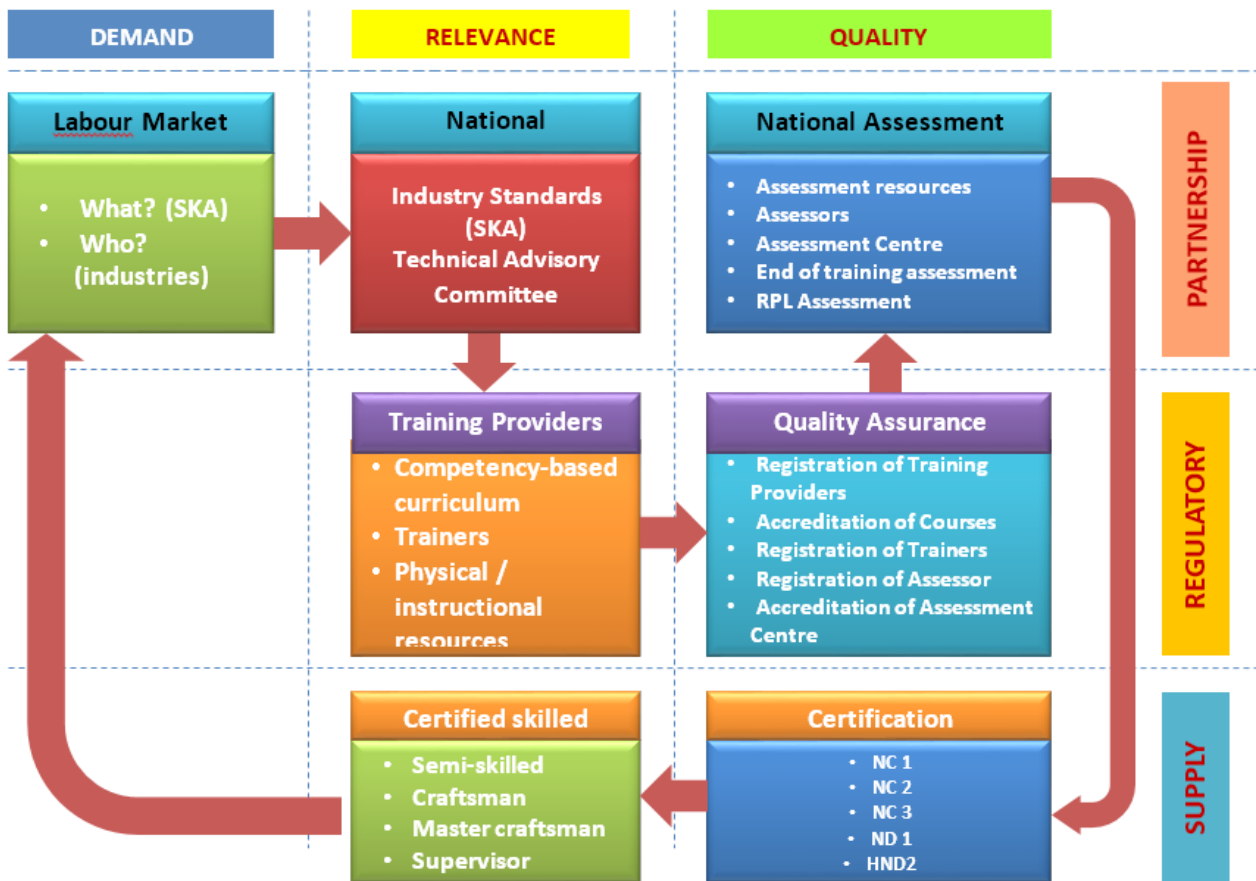 DEMAND
RELEVANCE
QUALITY
Labour Market
• What? (SKA)
• Who?
(industries)
National
Industry Standards
(SKA)
Technical Advisory
Committee
National Assessment
• Assessment resources
• Assessors
• Assessment Centre
• End of training assessment
• RPL Assessment
PARTNERSHIP
Training Providers
• Competency-based
curriculum
• Trainers
• Physical /
instructional
resources
Quality Assurance
• Registration of Training
Providers
• Accreditation of Courses
• Registration of Trainers
• Registration of Assessor
• Accreditation of Assessment
Centre
REGULATORY
Certified skilled
• Semi-skilled
• Craftsman
• Master craftsman
• Supervisor
Certification
• NC 1
• NC 2
• NC 3
• ND 1
• HND2
SUPPLY